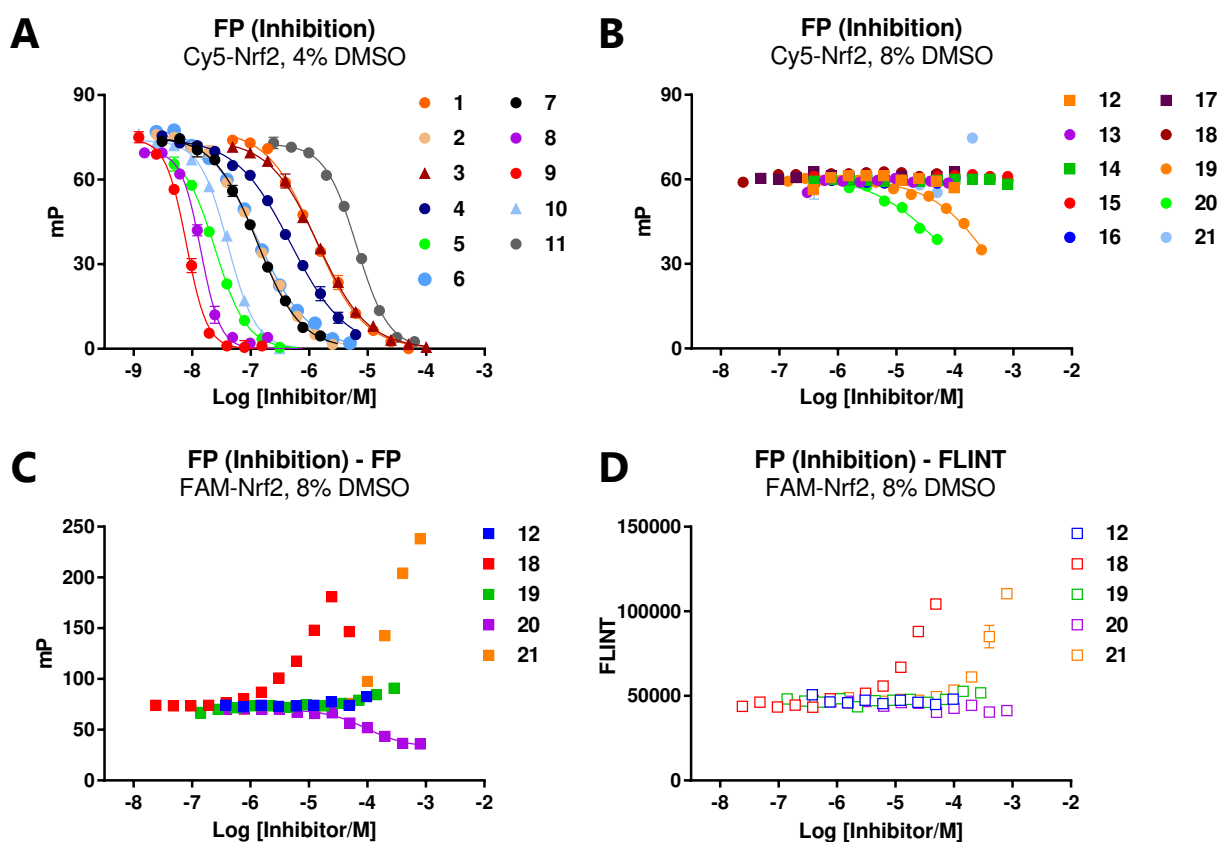 A
FP (Inhibition)
Cy5-Nrf2, 4% DMSO
mP
90
60
30
0
-9 -8 -7 -6 -5 -4 -3
Log [Inhibitor/M]
1 7
2 8
3 9
4 10
5 11
6
B
FP (Inhibition)
Cy5-Nrf2, 8% DMSO
mP
90
60
30
0
-8 -7 -6 -5 -4 -3 -2
Log [Inhibitor/M]
12 17
13 18
14 19
15 20
16 21
C
FP (Inhibition) - FP
FAM-Nrf2, 8% DMSO
mP
250
200
150
100
50
0
-8 -7 -6 -5 -4 -3 -2
Log [Inhibitor/M]
12
18
19
20
21
D
FP (Inhibition) - FLINT
FAM-Nrf2, 8% DMSO
FLINT
150000
100000
50000
0
-8 -7 -6 -5 -4 -3 -2
Log [Inhibitor/M]
12
18
19
20
21